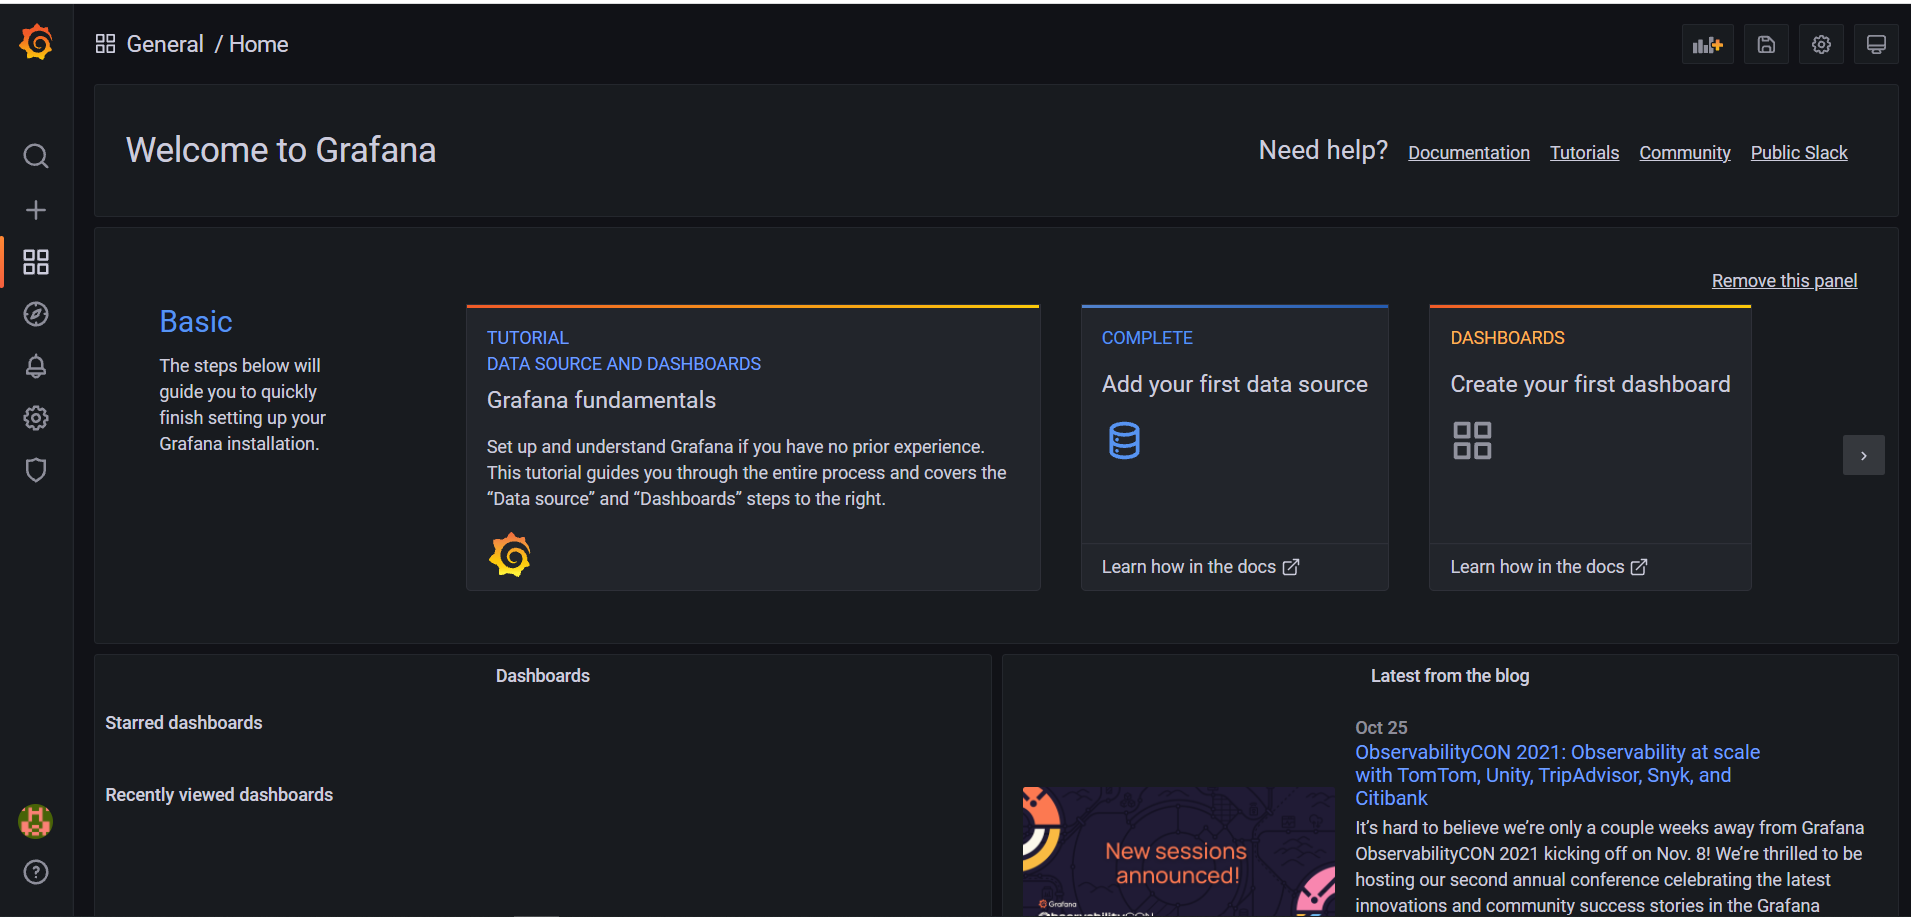 General / Home
Welcome to Grafana
Need help? Documentation Tutorials Community Public Slack
Remove this panel
Basic
The steps below will
guide you to quickly
finish setting up your
Grafana installation.
TUTORIAL
DATA SOURCE AND DASHBOARDS
Grafana fundamentals
Set up and understand Grafana if you have no prior experience.
This tutorial guides you through the entire process and covers the
“Data source” and “Dashboards” steps to the right.
COMPLETE
Add your first data source
Learn how in the docs
DASHBOARDS
Create your first dashboard
Learn how in the docs
Dashboards
Starred dashboards
Recently viewed dashboards
Latest from the blog
New sessions
announced!
Grafana
ObservabilityCON
Oct 25
ObservabilityCON 2021: Observability at scale
with TomTom, Unity, TripAdvisor, Snyk, and
Citibank
It’s hard to believe we’re only a couple weeks away from Grafana
ObservabilityCON 2021 kicking off on Nov. 8! We’re thrilled to be
hosting our second annual conference celebrating the latest
innovations and community success stories in the Grafana